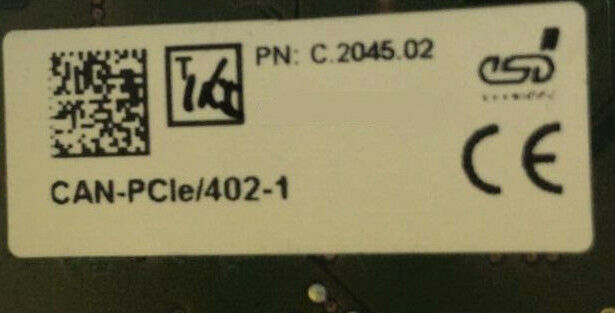 PN: C.2045.02
T
esd
CAN-PCIe/402-1
CE